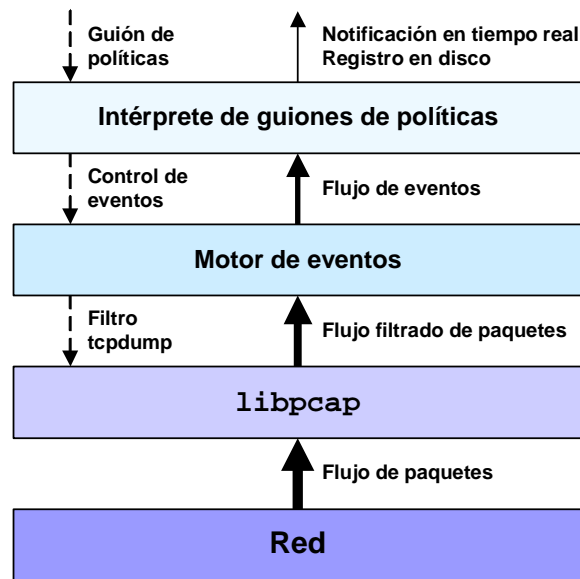 Guión de
políticas
Notificación en tiempo real
Registro en disco
Intérprete de guiones de políticas
Control de
eventos
Flujo de eventos
Motor de eventos
Filtro
tcpdump
Flujo filtrado de paquetes
libpcap
Flujo de paquetes
Red